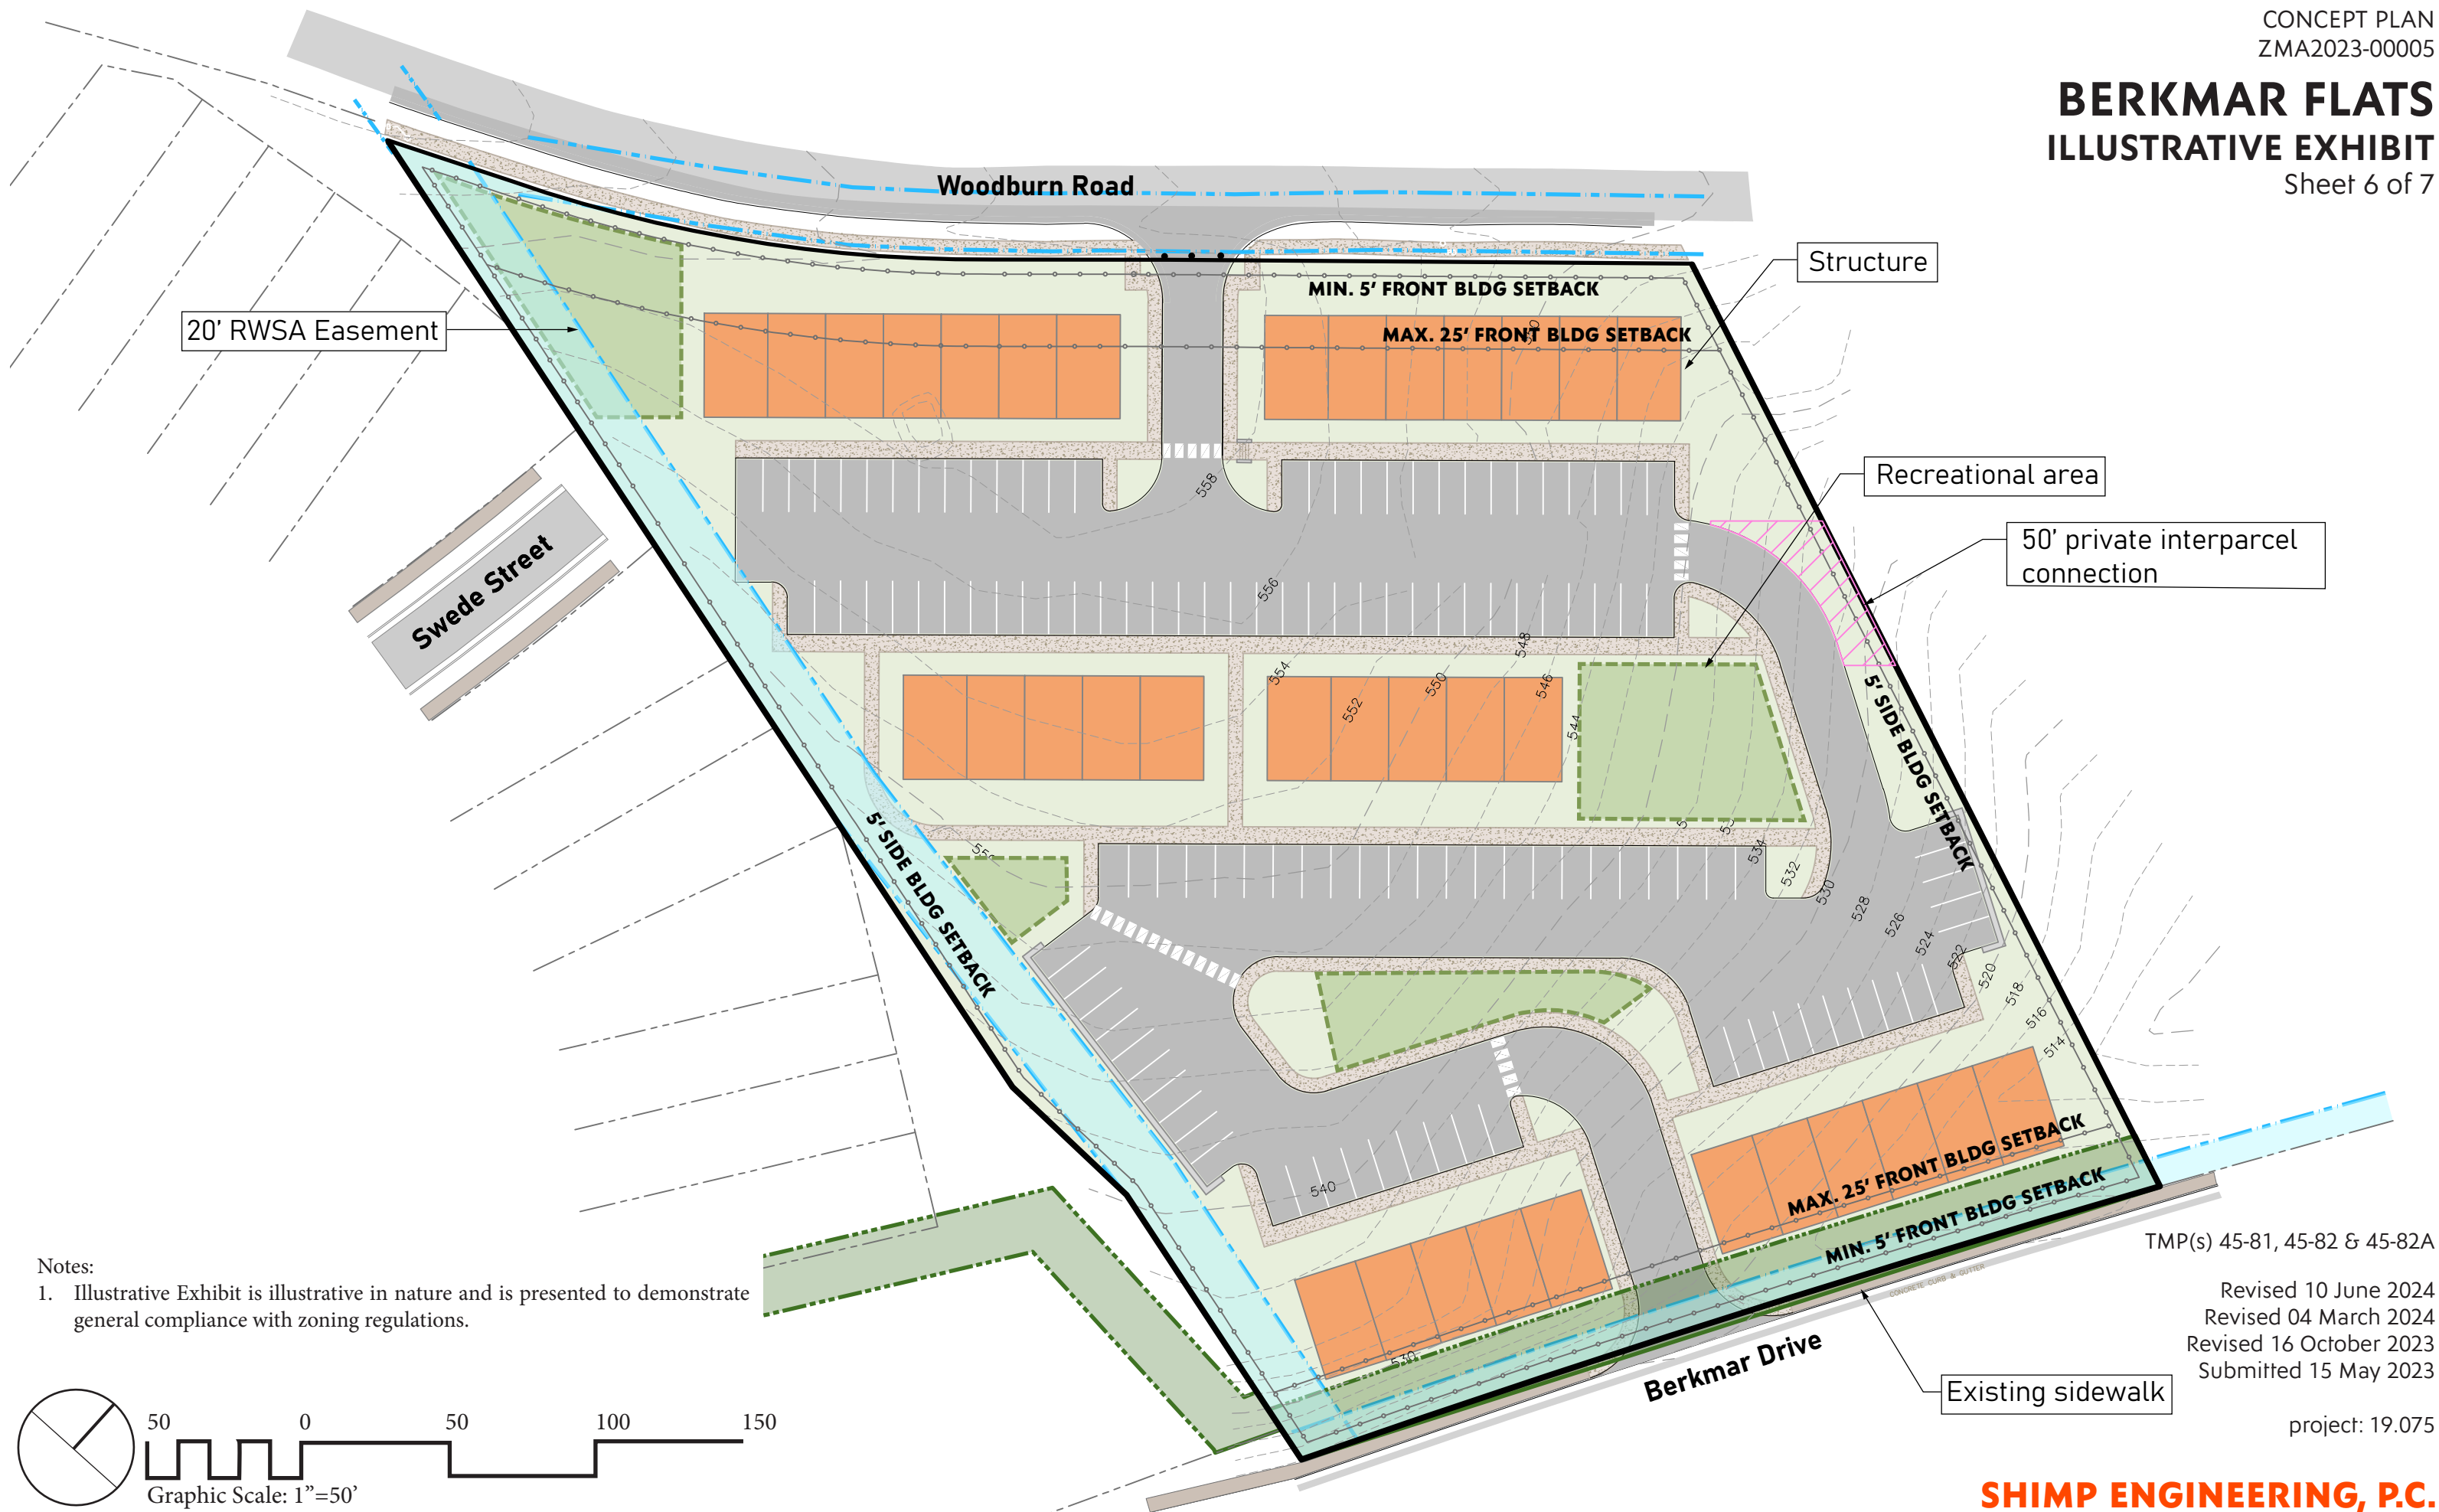 CONCEPT PLAN
ZMA2023-00005
BERKMAR FLATS
ILLUSTRATIVE EXHIBIT
Sheet 6 of 7
Woodburn Road
Structure
MIN. 5' FRONT BLDG SETBACK
20' RWSA Easement
MAX. 25' FRONT BLDG SETBACK
Recreational area
558
50' private interparcel
connection
Swede Street
556
548
554
550
546
552
544
5' SIDE BLDG SETBACK
5' SIDE BLDG SETBACK
534
532
530
528
526
524
522
520
518
516
514
540
MAX. 25' FRONT BLDG SETBACK
MIN. 5' FRONT BLDG SETBACK
530
CONCRETE CURB & GUTTER
Berkmar Drive
Existing sidewalk
TMP(s) 45-81, 45-82 & 45-82A
Revised 10 June 2024
Revised 04 March 2024
Revised 16 October 2023
Submitted 15 May 2023
project: 19.075
SHIMP ENGINEERING, P.C.
Notes:
1. Illustrative Exhibit is illustrative in nature and is presented to demonstrate
general compliance with zoning regulations.
50 0 50 100 150
Graphic Scale: 1”=50’